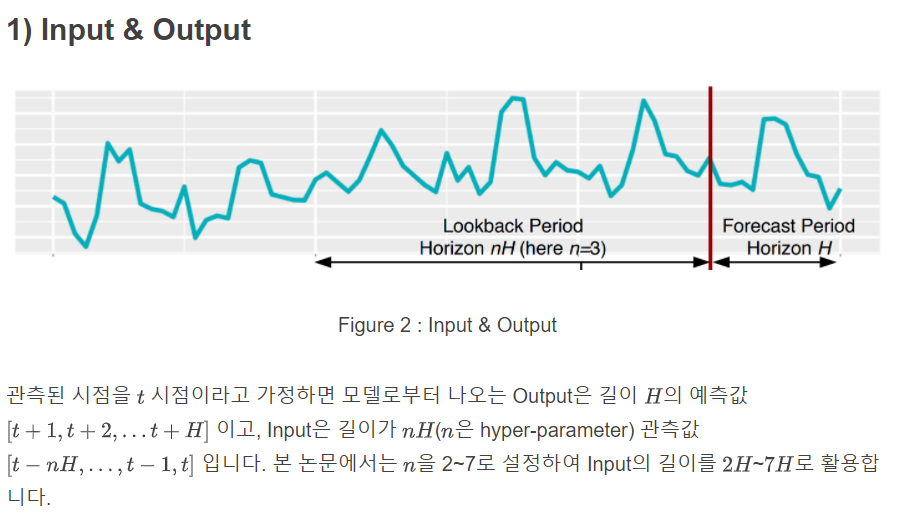 1) Input & Output
Lookback Period
Horizon nH (here n=3)
Forecast Period
Horizon H
Figure 2 : Input & Output
관측된 시점을 t 시점이라고 가정하면 모델로부터 나오는 Output은 길이 H의 예측값
[t + 1, t + 2, . . . t + H] 이고, Input은 길이가 nH(n은 hyper-parameter) 관측값
[t − nH, . . . , t − 1, t] 입니다. 본 논문에서는 n을 2~7로 설정하여 Input의 길이를 2H~7H로 활용합
니다.